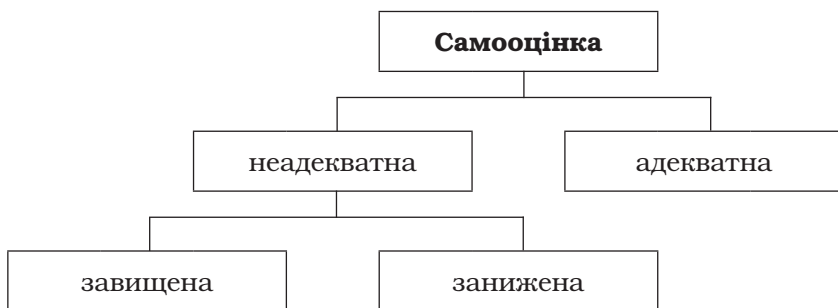 Самооцінка
неадекватна
адекватна
завищена
занижена